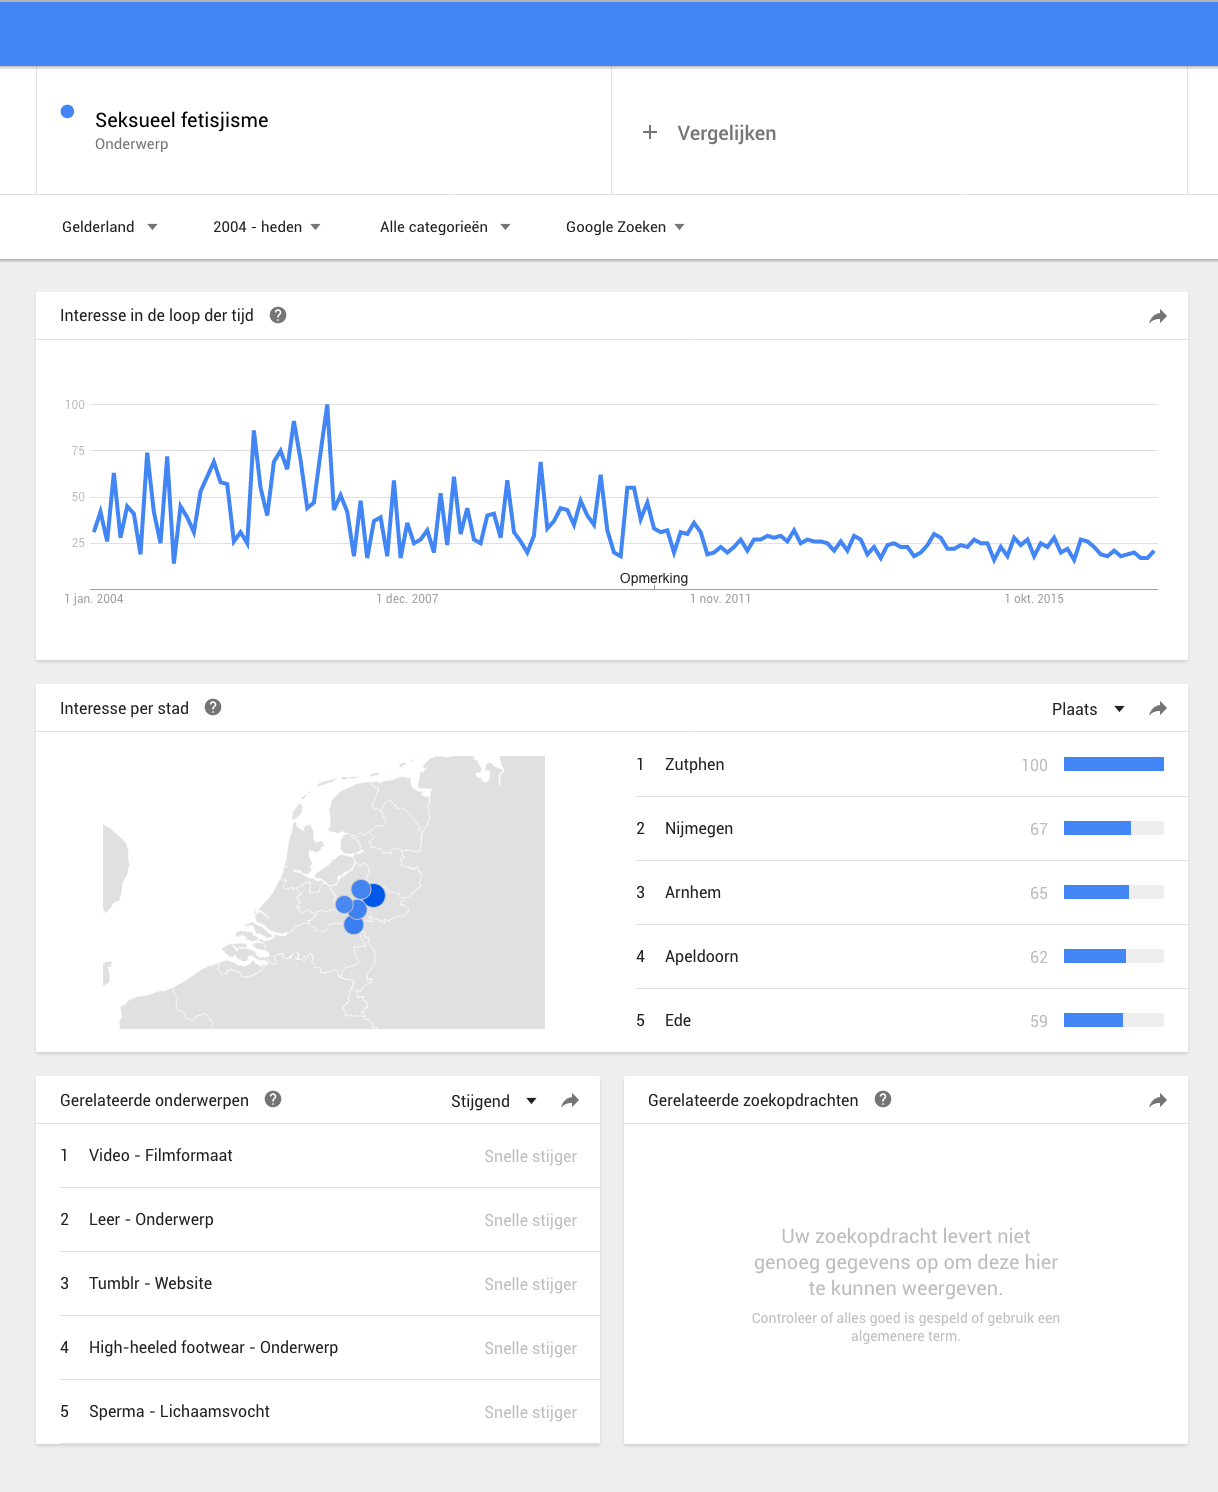 Seksueel fetisjisme
Onderwerp
+ Vergelijken
Gelderland
2004 - heden
Alle categorieën
Google Zoeken
Interesse in de loop der tijd ?
100
75
50
25
Opmerking
1 jan. 2004
1 dec. 2007
1 nov. 2011
1 okt. 2015
Interesse per stad ?
Plaats
1 Zutphen 100
2 Nijmegen 67
3 Arnhem 65
4 Apeldoorn 62
5 Ede 59
Gerelateerde onderwerpen ?
Stijgend
1 Video - Filmformaat Snelle stijger
2 Leer - Onderwerp Snelle stijger
3 Tumblr - Website Snelle stijger
4 High-heeled footwear - Onderwerp Snelle stijger
5 Sperma - Lichaamsvocht Snelle stijger
Gerelateerde zoekopdrachten ?
Uw zoekopdracht levert niet
genoeg gegevens op om deze hier
te kunnen weergeven.
Controleer of alles goed is gespeld of gebruik een
algemenere term.